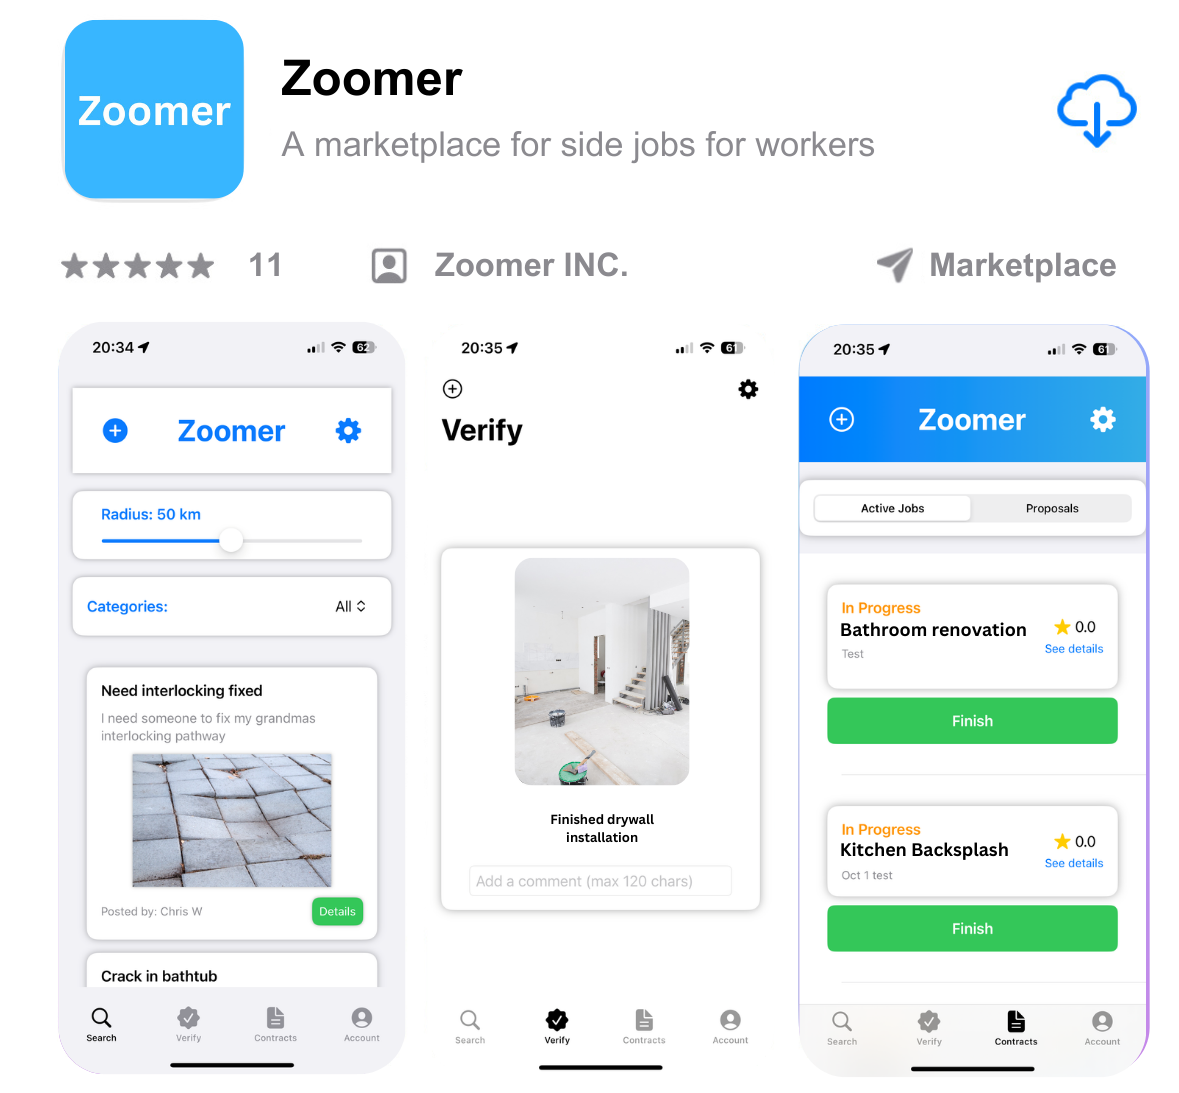 Zoomer
Zoomer
A marketplace for side jobs for workers
11
Zoomer INC.
Marketplace
20:34
62
Zoomer
Radius: 50 km
Categories:
All
Need interlocking fixed
I need someone to fix my grandmas
interlocking pathway
Posted by: Chris W
Details
Crack in bathtub
Search
Verify
Contracts
Account
20:35
61
Verify
Finished drywall
installation
Add a comment (max 120 chars)
Search
Verify
Contracts
Account
20:35
61
Zoomer
Active Jobs
Proposals
In Progress
Bathroom renovation
Test
0.0
See details
Finish
In Progress
Kitchen Backsplash
Oct 1 test
0.0
See details
Finish
Search
Verify
Contracts
Account